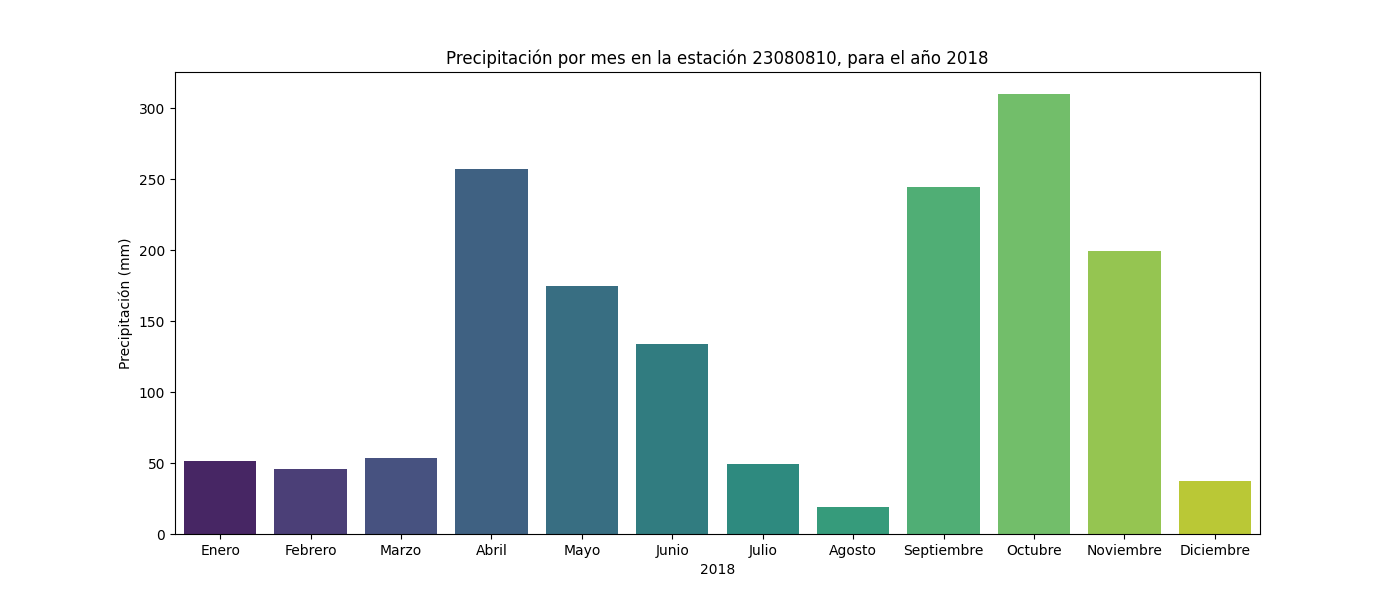 Precipitación por mes en la estación 23080810, para el año 2018
Precipitación (mm)
300
250
200
150
100
50
0
Enero Febrero Marzo Abril Mayo Junio Julio Agosto Septiembre Octubre Noviembre Diciembre
2018